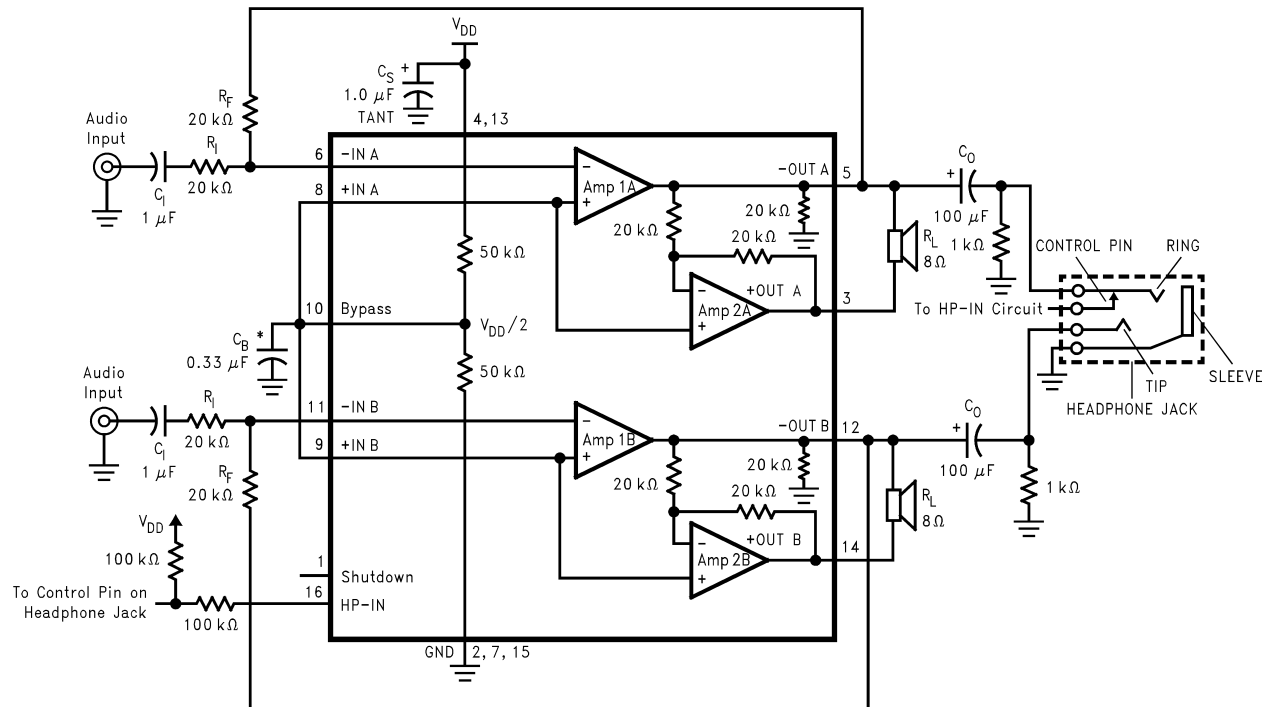 V_DD
C_S +
1.0 μF
TANT
4,13
R_F
20 kΩ
Audio
Input
R_I
20 kΩ
C_I
1 μF
6
-IN A
8
+IN A
Amp 1A
-
+
-OUT A
5
20 kΩ
20 kΩ
20 kΩ
50 kΩ
R_L
8Ω
+
C_O
100 μF
1 kΩ
CONTROL PIN
RING
Amp 2A
-
+
+OUT A
3
To HP-IN Circuit
10
Bypass
V_DD/2
C_B *
0.33 μF
50 kΩ
TIP
SLEEVE
HEADPHONE JACK
Audio
Input
R_I
20 kΩ
C_I
1 μF
R_F
20 kΩ
11
-IN B
9
+IN B
Amp 1B
-
+
-OUT B
12
20 kΩ
20 kΩ
20 kΩ
R_L
8Ω
+
C_O
100 μF
1 kΩ
Amp 2B
-
+
+OUT B
14
V_DD
100 kΩ
1
Shutdown
16
HP-IN
To Control Pin on
Headphone Jack
100 kΩ
GND
2, 7, 15